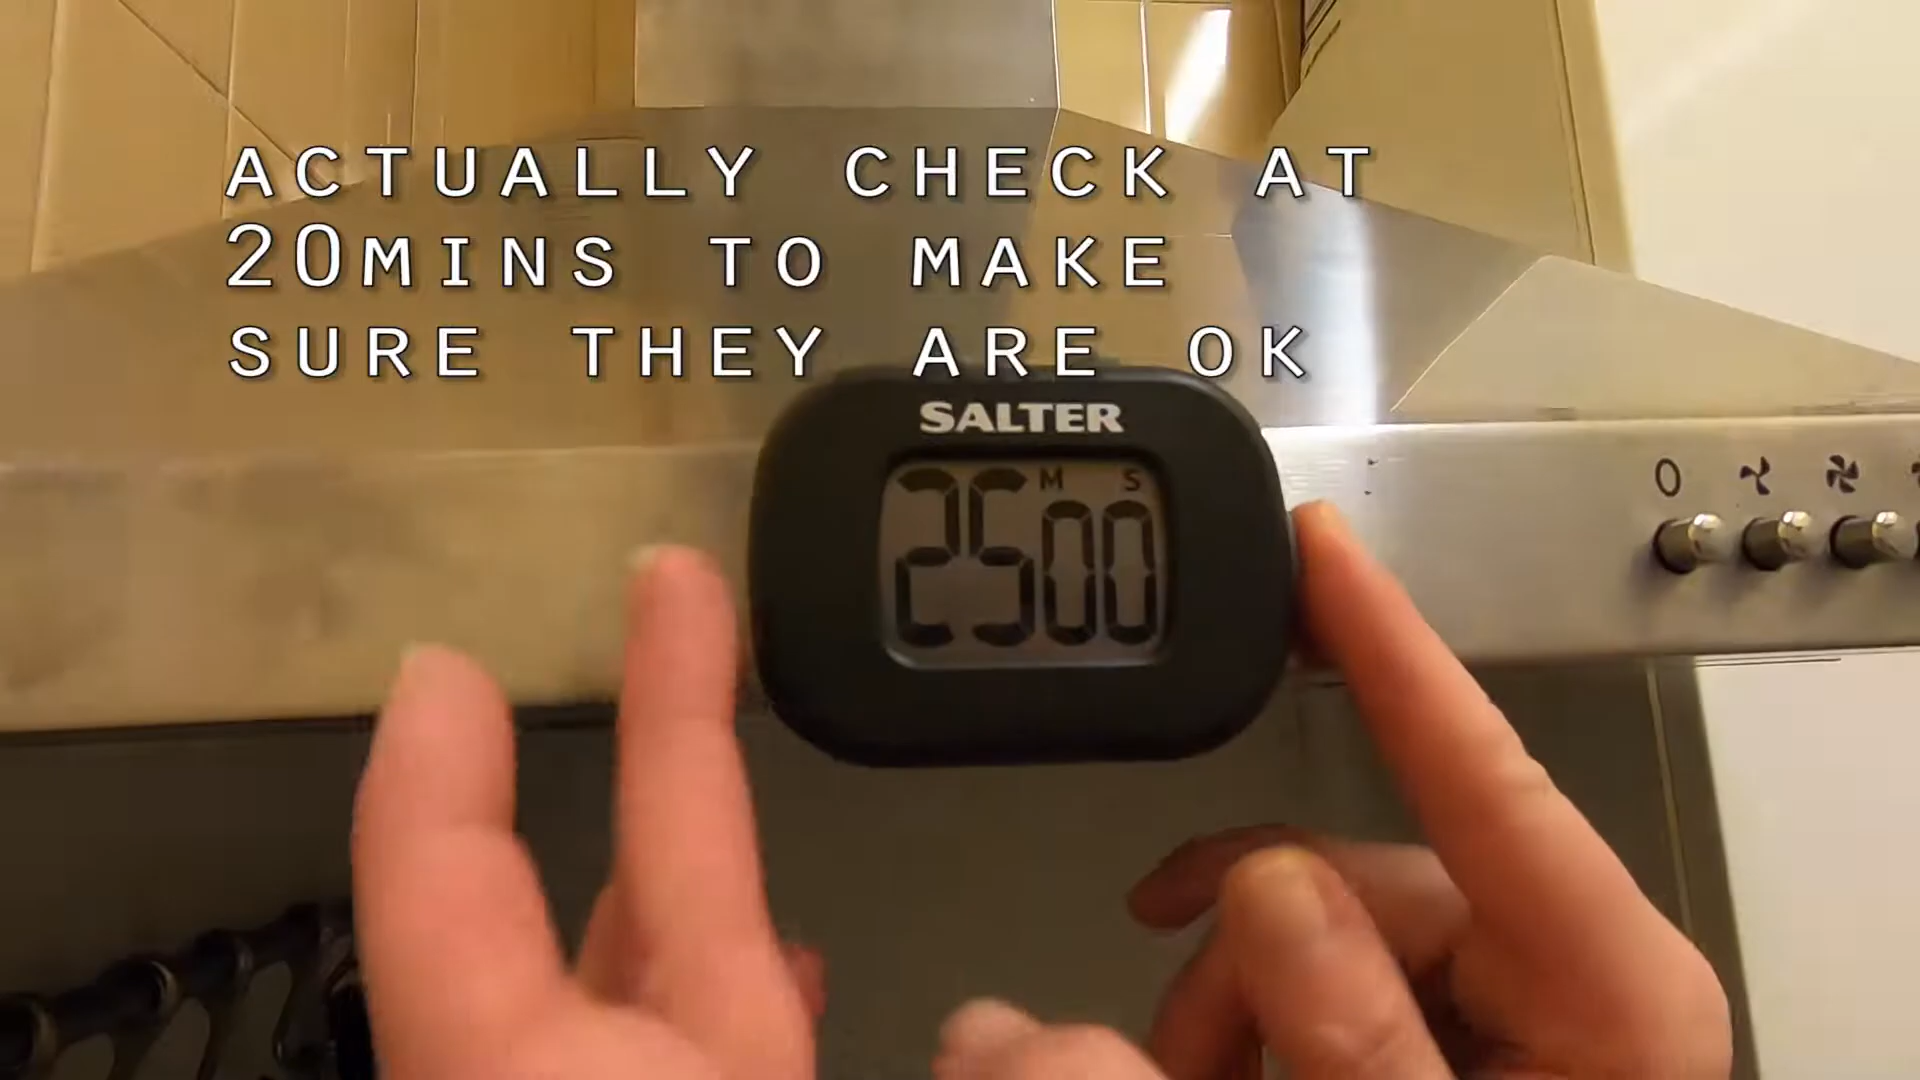 ACTUALLY CHECK AT
20MINS TO MAKE
SURE THEY ARE OK
SALTER
M S
2500
0